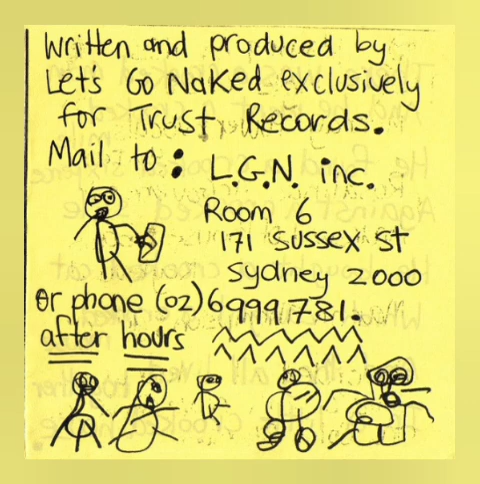 Written and produced by
Let's Go Naked exclusively
for Trust Records.
Mail to: L.G.N. inc.
Room 6
171 Sussex St
Sydney 2000
or phone (02)6999781.
after hours